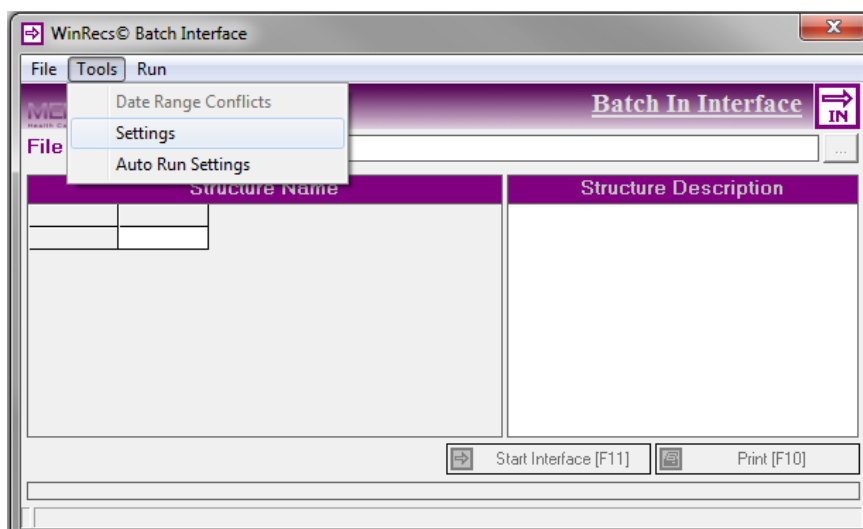 WinRecs© Batch Interface
File Tools Run
Date Range Conflicts
Settings
Auto Run Settings
Batch In Interface
IN
File
...
Structure Name
Structure Description
Start Interface [F11]
Print [F10]